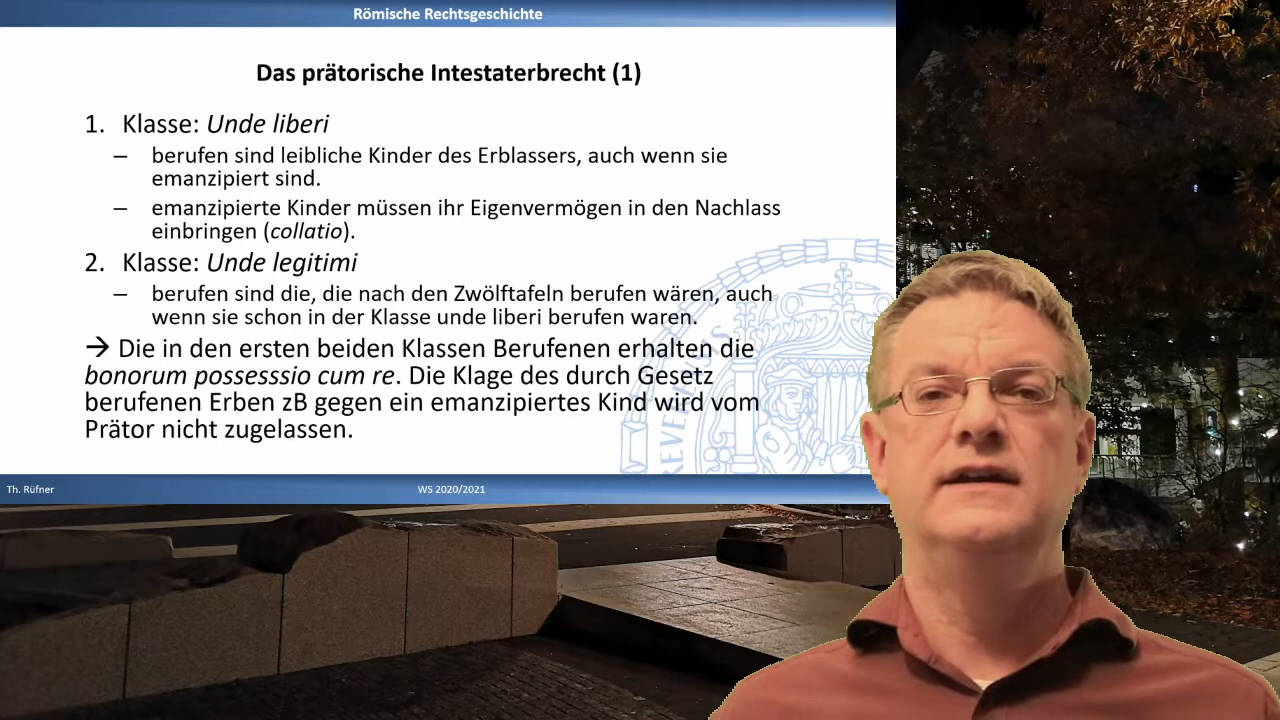 Römische Rechtsgeschichte
Das prätorische Intestaterbrecht (1)
1. Klasse: Unde liberi
– berufen sind leibliche Kinder des Erblassers, auch wenn sie
emanzipiert sind.
– emanzipierte Kinder müssen ihr Eigenvermögen in den Nachlass
einbringen (collatio).
2. Klasse: Unde legitimi
– berufen sind die, die nach den Zwölftafeln berufen wären, auch
wenn sie schon in der Klasse unde liberi berufen waren.
→ Die in den ersten beiden Klassen Berufenen erhalten die
bonorum possesssio cum re. Die Klage des durch Gesetz
berufenen Erben zB gegen ein emanzipiertes Kind wird vom
Prätor nicht zugelassen.
Th. Rüfner
WS 2020/2021